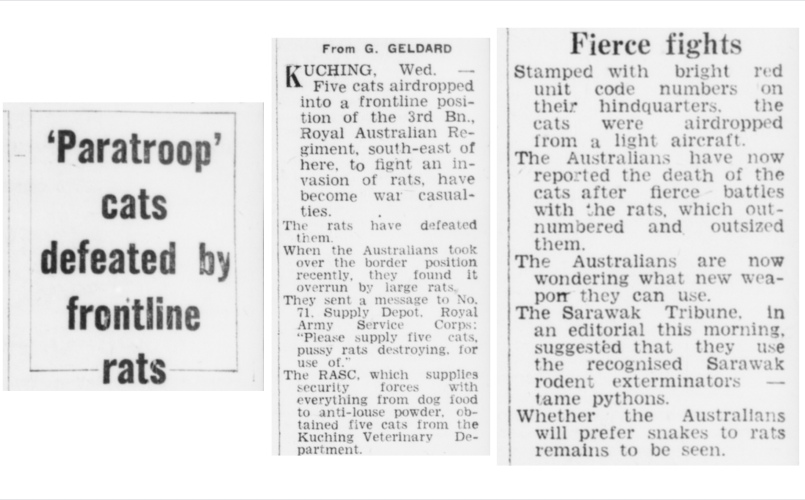 'Paratroop'
cats
defeated by
frontline
rats
From G. GELDARD
KUCHING, Wed. —
Five cats airdropped
into a frontline posi-
tion of the 3rd Bn.,
Royal Australian Re-
giment, south-east of
here, to fight an in-
vasion of rats, have
become war casual-
ties.
The rats have defeated
them.
When the Australians took
over the border position
recently, they found it
overrun by large rats.
They sent a message to No.
71. Supply Depot, Royal
Army Service Corps:
"Please supply five cats,
pussy rats destroying, for
use of."
The RASC, which supplies
security forces with
everything from dog food
to anti-louse powder, ob-
tained five cats from the
Kuching Veterinary De-
partment.
Fierce fights
Stamped with bright red
unit code numbers on
their hindquarters, the
cats were airdropped
from a light aircraft.
The Australians have now
reported the death of the
cats after fierce battles
with the rats, which out-
numbered and outsized
them.
The Australians are now
wondering what new wea-
pon they can use.
The Sarawak Tribune, in
an editorial this morning,
suggested that they use
the recognised Sarawak
rodent exterminators —
tame pythons.
Whether the Australians
will prefer snakes to rats
remains to be seen.